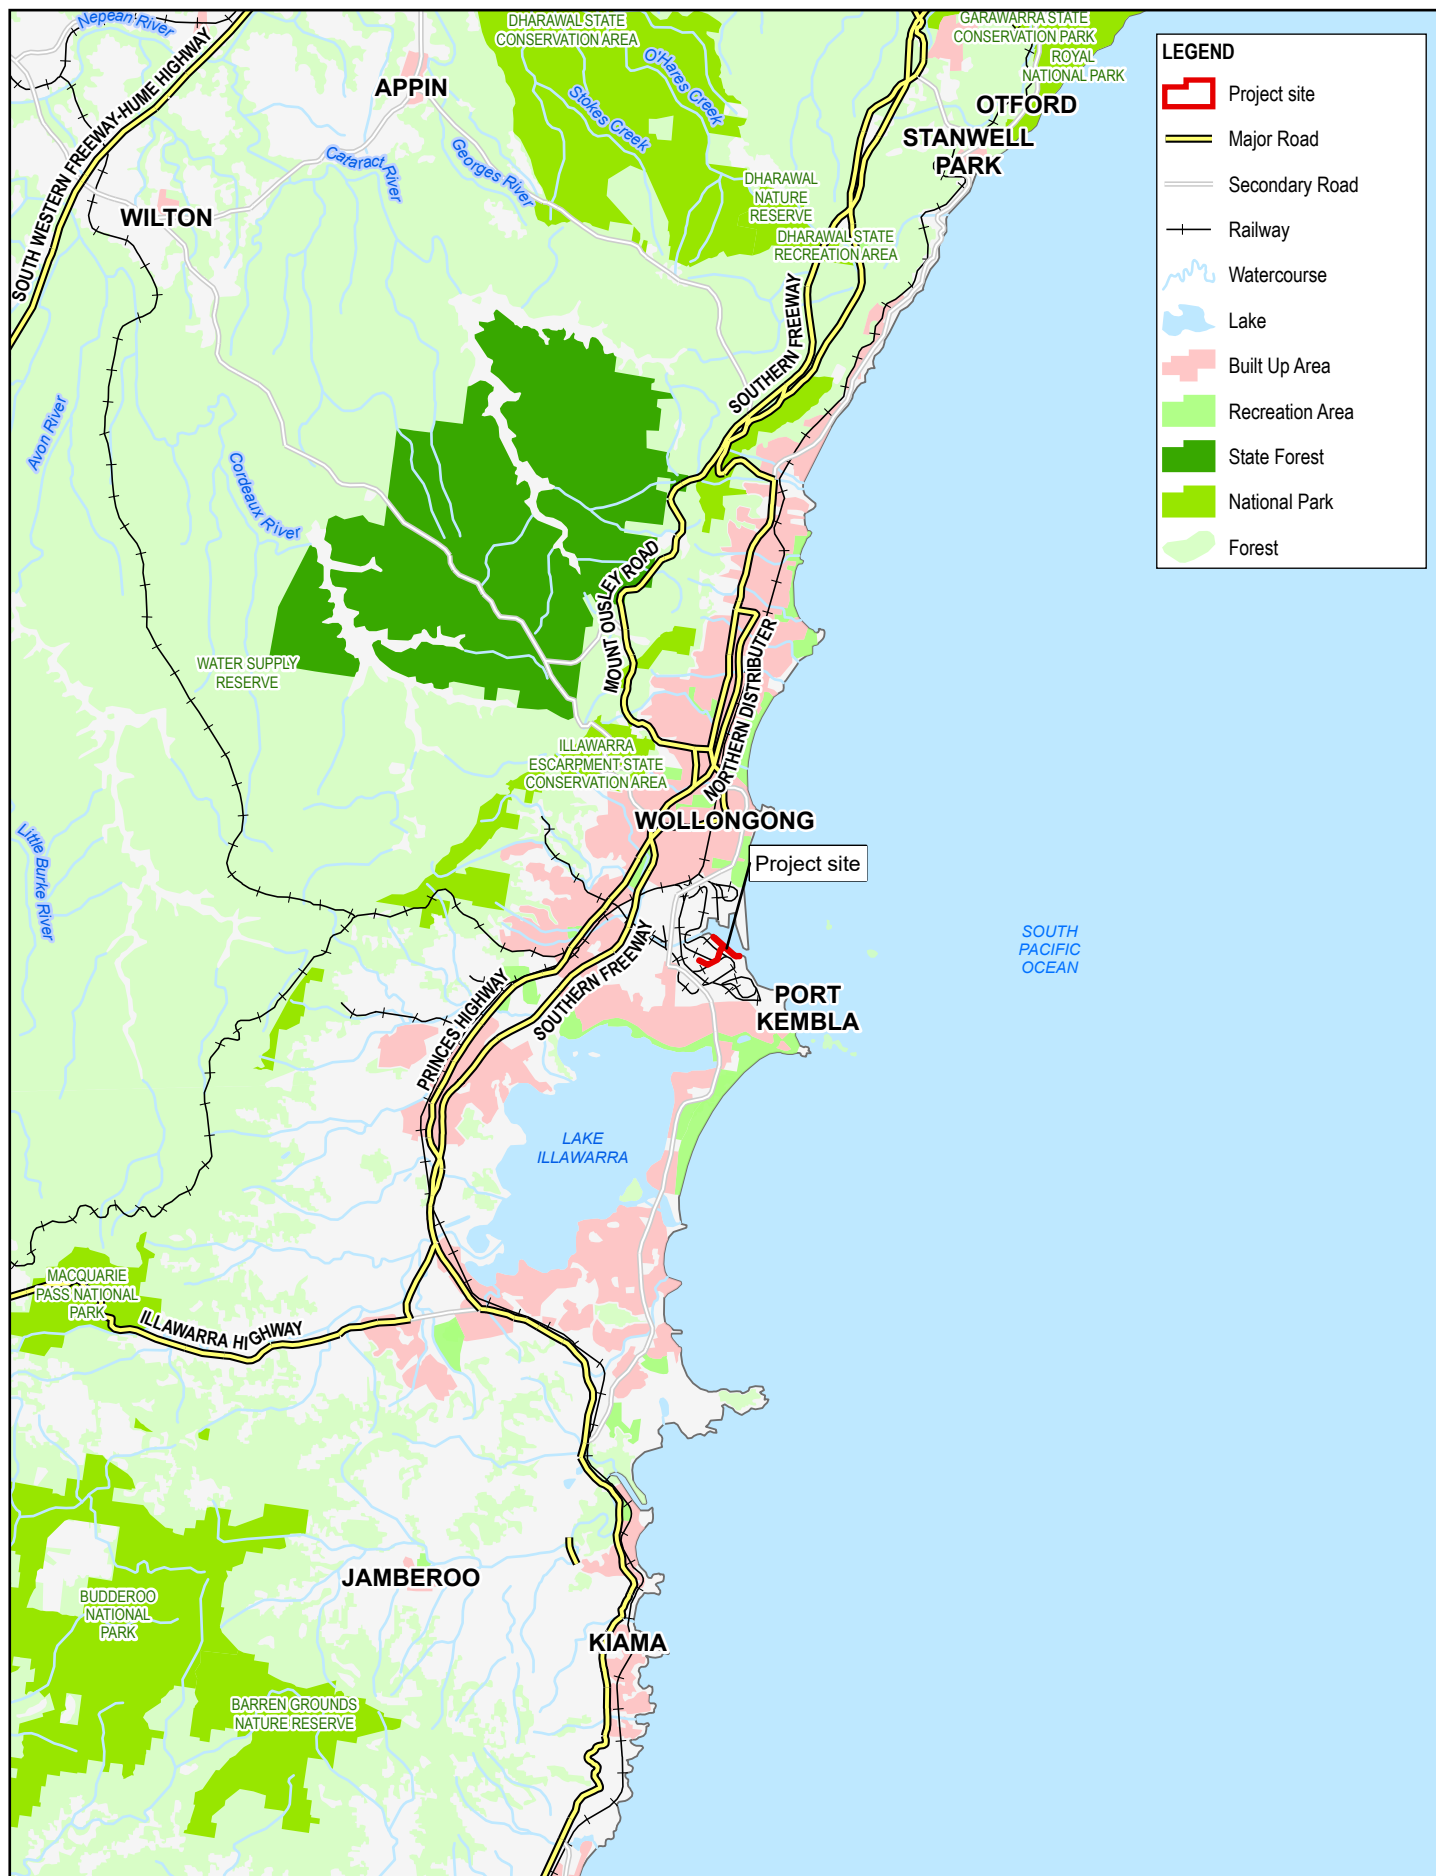 Nepean River
SOUTH WESTERN FREEWAY-HUME HIGHWAY
DHARAWAL STATE
CONSERVATION AREA
GARAWARRA STATE
CONSERVATION PARK
ROYAL
NATIONAL PARK
LEGEND
Project site
Major Road
Secondary Road
Railway
Watercourse
Lake
Built Up Area
Recreation Area
State Forest
National Park
Forest
APPIN
O'Hares Creek
Stokes Creek
OTFORD
STANWELL
PARK
Cataract River
Georges River
DHARAWAL
NATURE
RESERVE
WILTON
DHARAWAL STATE
RECREATION AREA
SOUTHERN FREEWAY
Avon River
Cordeaux River
MOUNT OUSLEY ROAD
WATER SUPPLY
RESERVE
NORTHERN DISTRIBUTER
ILLAWARRA
ESCARPMENT STATE
CONSERVATION AREA
WOLLONGONG
Project site
Little Burke River
SOUTH
PACIFIC
OCEAN
PORT
KEMBLA
PRINCES HIGHWAY
SOUTHERN FREEWAY
LAKE
ILLAWARRA
MACQUARIE
PASS NATIONAL
PARK
ILLAWARRA HIGHWAY
JAMBEROO
BUDDEROO
NATIONAL
PARK
KIAMA
BARREN GROUNDS
NATURE RESERVE